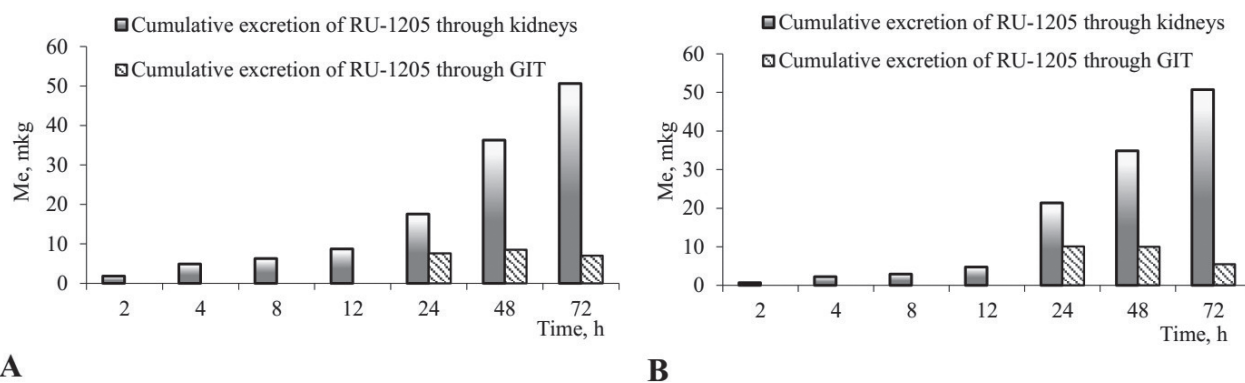 Cumulative excretion of RU-1205 through kidneys
Cumulative excretion of RU-1205 through GIT
60
50
40
30
20
10
0
Me, mkg
2 4 8 12 24 48 72
Time, h
A
Cumulative excretion of RU-1205 through kidneys
Cumulative excretion of RU-1205 through GIT
60
50
40
30
20
10
0
Me, mkg
2 4 8 12 24 48 72
Time, h
B